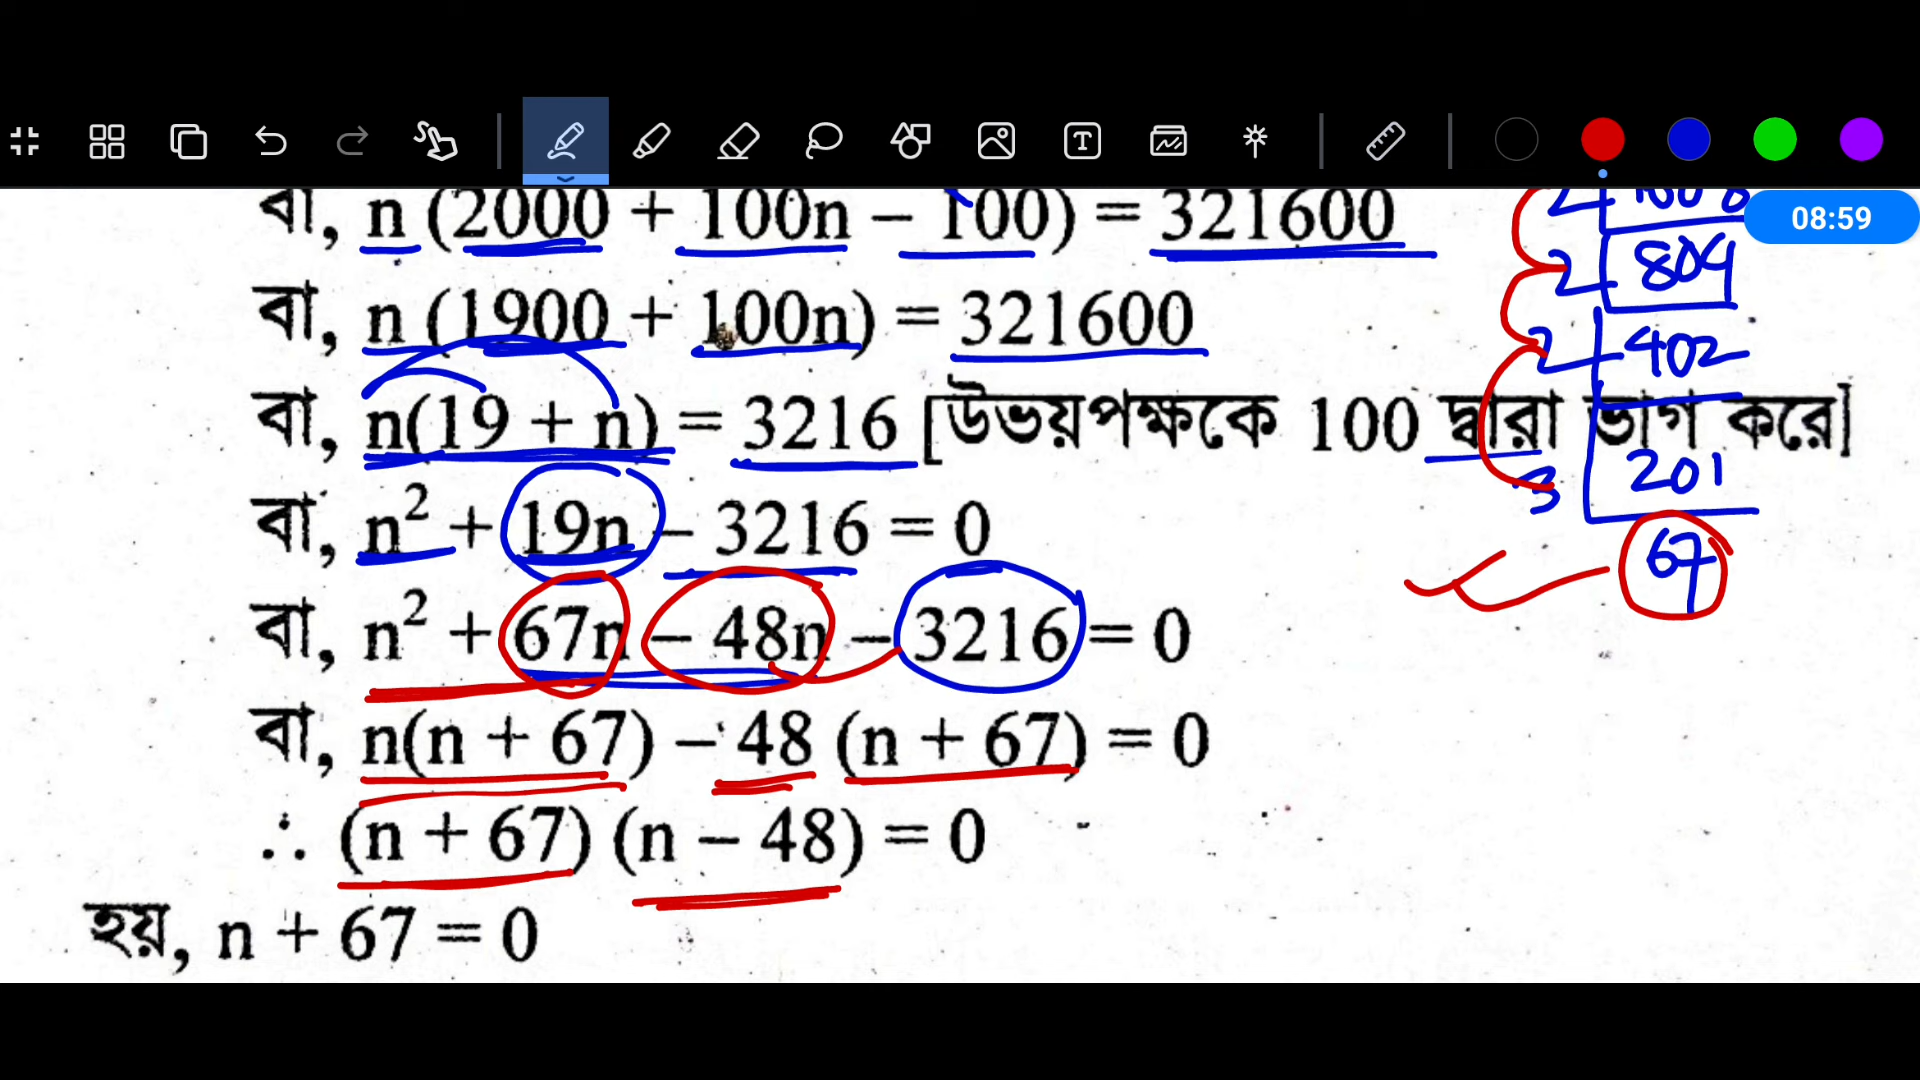 বা, n (2000 + 100n – 100) = 321600
08:59
বা, n (1900 + 100n) = 321600
বা, n(19 + n) = 3216 [উভয়পক্ষকে 100 দ্বারা ভাগ করে]
বা, n² + 19n – 3216 = 0
বা, n² + 67n – 48n – 3216 = 0
বা, n(n + 67) – 48 (n + 67) = 0
∴ (n + 67) (n – 48) = 0
হয়, n + 67 = 0
2 1608
2 804
2 402
3 201
67